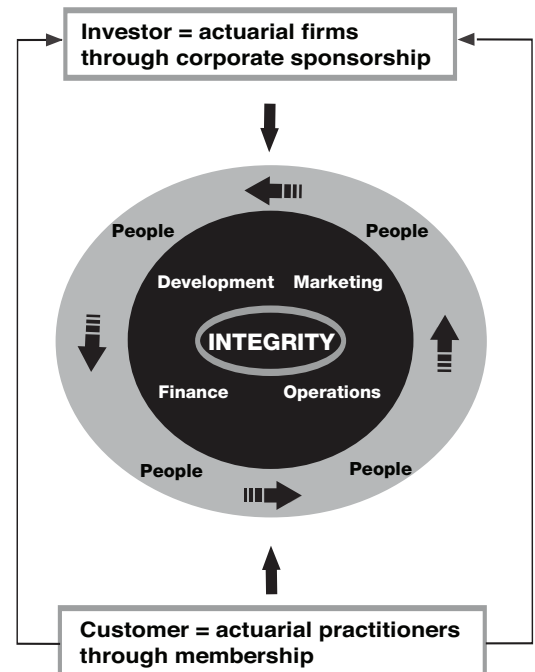 Investor = actuarial firms
through corporate sponsorship
People People
Development Marketing
INTEGRITY
Finance Operations
People People
Customer = actuarial practitioners
through membership